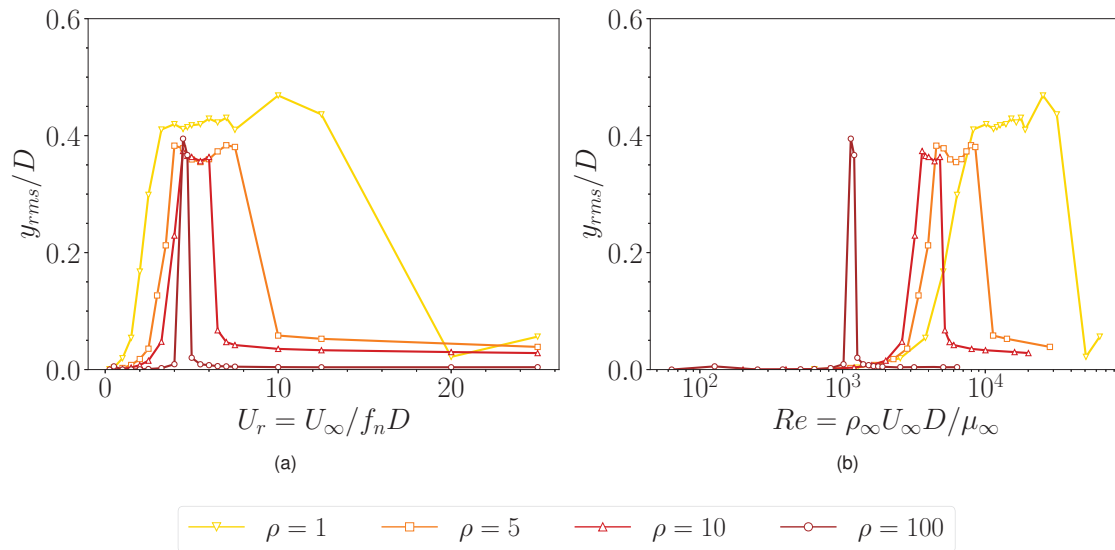 0.6 0.6
0.4 0.4
0.2 0.2
0.0 0.0
y_{rms}/D y_{rms}/D
0 10 20 10^2 10^3 10^4
U_r = U_∞/f_nD Re = ρ_∞U_∞D/μ_∞
(a) (b)
ρ = 1 ρ = 5 ρ = 10 ρ = 100